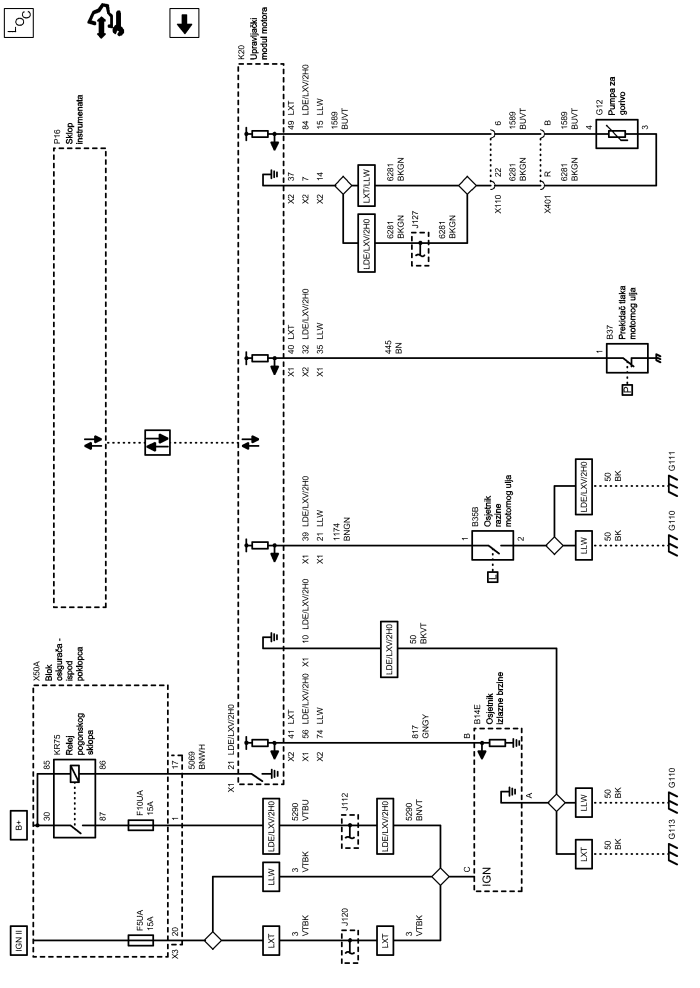 LOC
P16
Sklop
instrumenata
K20
Upravljački
modul motora
X50A
Blok
osigurača -
ispod
poklopca
B+
IGN II
KR75
Relej
pogonskog
sklopa
85
30
86
87
F10UA
15A
F5UA
15A
X3
20
1
17
5069
BNWH
X1
21 LDE/LXV/2H0
X2 41 LXT
X1 56 LDE/LXV/2H0
X2 74 LLW
817
GNGY
X1 10 LDE/LXV/2H0
LDE/LXV/2H0
50
BKVT
X1 39 LDE/LXV/2H0
X1 21 LLW
1174
BNGN
X1 40 LXT
X2 32 LDE/LXV/2H0
X1 35 LLW
445
BN
X2 37
X2 7
X2 14
49 LXT
84 LDE/LXV/2H0
15 LLW
1589
BUVT
LXT/LLW
LDE/LXV/2H0
6281
BKGN
J127
6281
BKGN
6281
BKGN
X110 22
6
6281
BKGN
1589
BUVT
X401 R
B
6281
BKGN
1589
BUVT
G12
Pumpa za
gorivo
4
3
B37
Prekidač tlaka
motornog ulja
1
P
B35B
Osjetnik
razine
motornog ulja
1
2
L
LLW
LDE/LXV/2H0
50
BK
50
BK
G110
G111
B14E
Osjetnik
izlazne brzine
B
A
C
IGN
LXT
LLW
50
BK
50
BK
G113
G110
LXT
3
VTBK
J120
LXT
3
VTBK
LLW
3
VTBK
LDE/LXV/2H0
5290
VTBU
J112
LDE/LXV/2H0
5290
BNVT